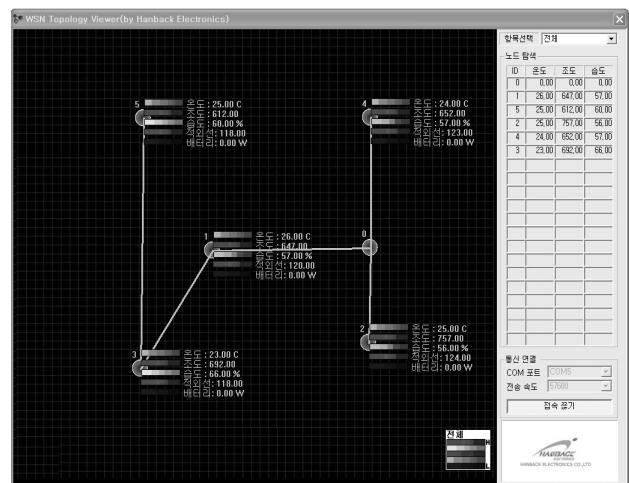 WSN Topology Viewer(by Hanback Electronics)
항목선택 전체
노드 탐색
ID 온도 조도 습도
0 0,00 0,00 0,00
1 26,00 647,00 57,00
5 25,00 612,00 60,00
2 25,00 757,00 56,00
4 24,00 652,00 57,00
3 23,00 692,00 66,00
5
온도 : 25.00 C
조도 : 612.00
습도 : 60.00 %
적외선: 118.00
배터리: 0.00 W
4
온도 : 24.00 C
조도 : 652.00
습도 : 57.00 %
적외선: 123.00
배터리: 0.00 W
1
온도 : 26.00 C
조도 : 647.00
습도 : 57.00 %
적외선: 120.00
배터리: 0.00 W
0
3
온도 : 23.00 C
조도 : 692.00
습도 : 66.00 %
적외선: 118.00
배터리: 0.00 W
2
온도 : 25.00 C
조도 : 757.00
습도 : 56.00 %
적외선: 124.00
배터리: 0.00 W
전체
H
L
통신 연결
COM 포트 COM5
전송 속도 57600
접속 끊기
HANBACK
ELECTRONICS
HANBACK ELECTRONICS CO.,LTD